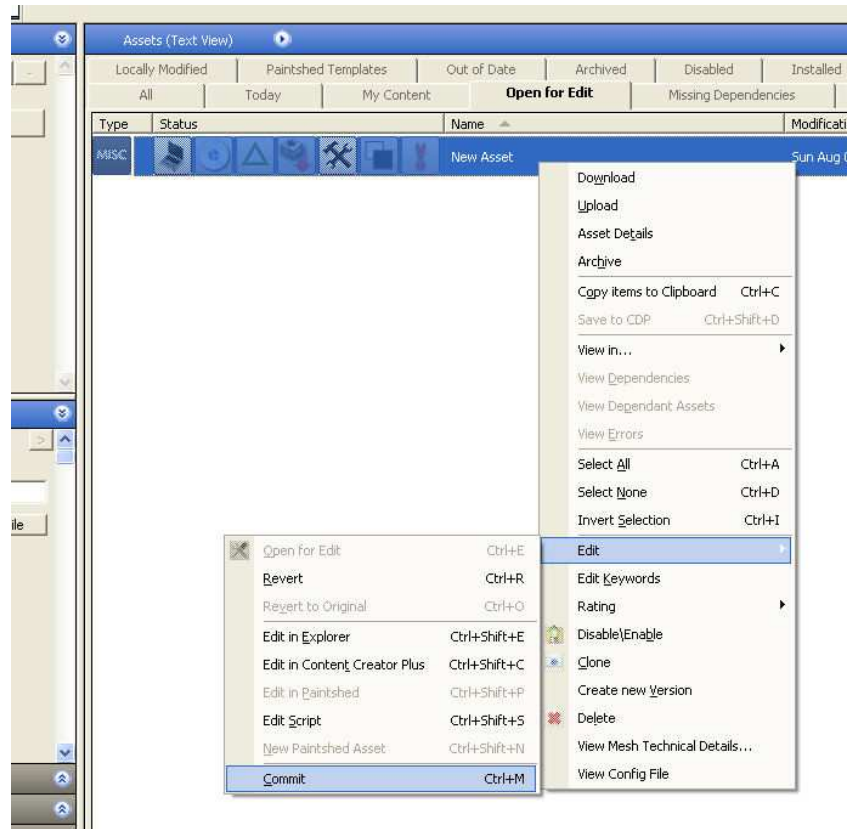 Assets (Text View)
Locally Modified Paintshed Templates Out of Date Archived Disabled Installed
All Today My Content Open for Edit Missing Dependencies
Type Status Name Modificati
MISC New Asset Sun Aug 0
Download
Upload
Asset Details
Archive
Copy items to Clipboard Ctrl+C
Save to CDP Ctrl+Shift+D
View in...
View Dependencies
View Dependant Assets
View Errors
Select All Ctrl+A
Select None Ctrl+D
Invert Selection Ctrl+I
Edit
Edit Keywords
Rating
Disable\Enable
Clone
Create new Version
Delete
View Mesh Technical Details...
View Config File
Open for Edit Ctrl+E
Revert Ctrl+R
Revert to Original Ctrl+O
Edit in Explorer Ctrl+Shift+E
Edit in Content Creator Plus Ctrl+Shift+C
Edit in Paintshed Ctrl+Shift+P
Edit Script Ctrl+Shift+S
New Paintshed Asset Ctrl+Shift+N
Commit Ctrl+M
ile